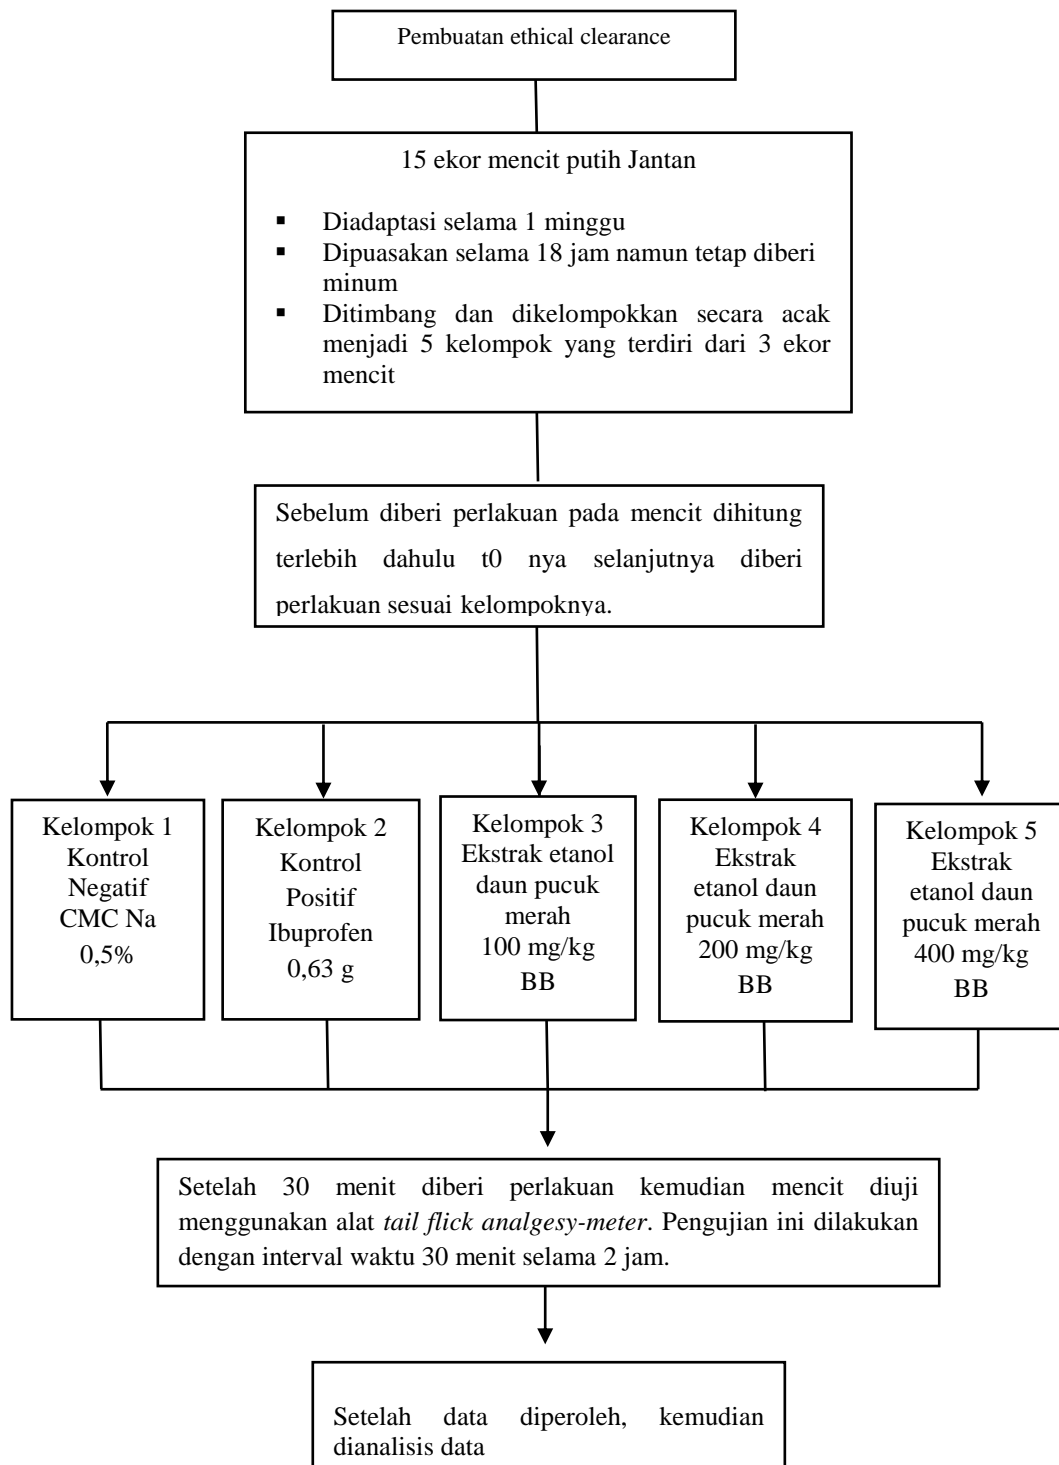 Pembuatan ethical clearance
15 ekor mencit putih Jantan
▪ Diadaptasi selama 1 minggu
▪ Dipuasakan selama 18 jam namun tetap diberi
minum
▪ Ditimbang dan dikelompokkan secara acak
menjadi 5 kelompok yang terdiri dari 3 ekor
mencit
Sebelum diberi perlakuan pada mencit dihitung
terlebih dahulu t0 nya selanjutnya diberi
perlakuan sesuai kelompoknya.
Kelompok 1
Kontrol
Negatif
CMC Na
0,5%
Kelompok 2
Kontrol
Positif
Ibuprofen
0,63 g
Kelompok 3
Ekstrak etanol
daun pucuk
merah
100 mg/kg
BB
Kelompok 4
Ekstrak
etanol daun
pucuk merah
200 mg/kg
BB
Kelompok 5
Ekstrak
etanol daun
pucuk merah
400 mg/kg
BB
Setelah 30 menit diberi perlakuan kemudian mencit diuji
menggunakan alat tail flick analgesy-meter. Pengujian ini dilakukan
dengan interval waktu 30 menit selama 2 jam.
Setelah data diperoleh, kemudian
dianalisis data